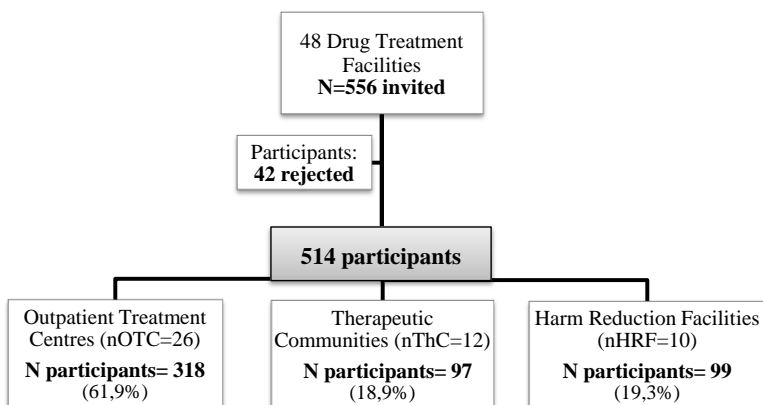 48 Drug Treatment
Facilities
N=556 invited
Participants:
42 rejected
514 participants
Outpatient Treatment
Centres (nOTC=26)
N participants= 318
(61,9%)
Therapeutic
Communities (nThC=12)
N participants= 97
(18,9%)
Harm Reduction Facilities
(nHRF=10)
N participants= 99
(19,3%)